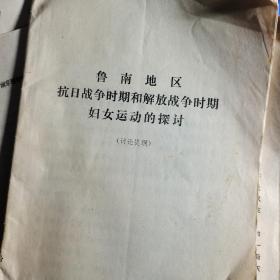 鲁南地区
抗日战争时期和解放战争时期
妇女运动的探讨
（讨论提纲）